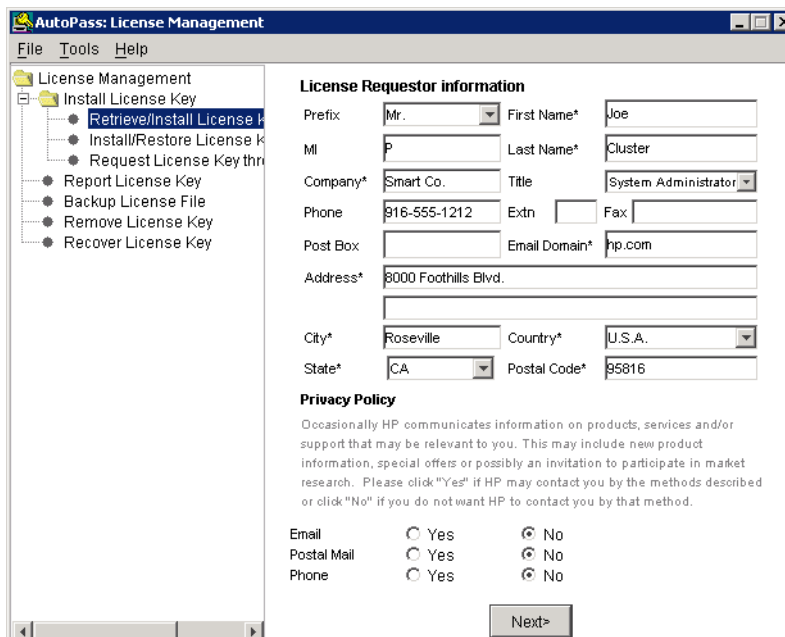 AutoPass: License Management
File Tools Help
License Management
Install License Key
Retrieve/Install License K
Install/Restore License K
Request License Key thr
Report License Key
Backup License File
Remove License Key
Recover License Key
License Requestor information
Prefix Mr. First Name* Joe
MI P Last Name* Cluster
Company* Smart Co. Title System Administrator
Phone 916-555-1212 Extn Fax
Post Box Email Domain* hp.com
Address* 8000 Foothills Blvd.
City* Roseville Country* U.S.A.
State* CA Postal Code* 95816
Privacy Policy
Occasionally HP communicates information on products, services and/or
support that may be relevant to you. This may include new product
information, special offers or possibly an invitation to participate in market
research. Please click "Yes" if HP may contact you by the methods described
or click "No" if you do not want HP to contact you by that method.
Email Yes No
Postal Mail Yes No
Phone Yes No
Next>